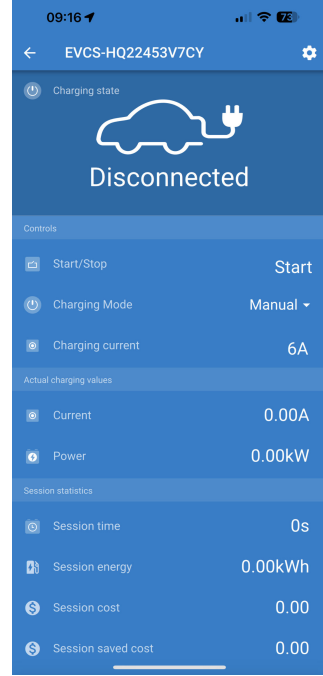 09:16
73
EVCS-HQ22453V7CY
Charging state
Disconnected
Controls
Start/Stop
Start
Charging Mode
Manual
Charging current
6A
Actual charging values
Current
0.00A
Power
0.00kW
Session statistics
Session time
0s
Session energy
0.00kWh
Session cost
0.00
Session saved cost
0.00